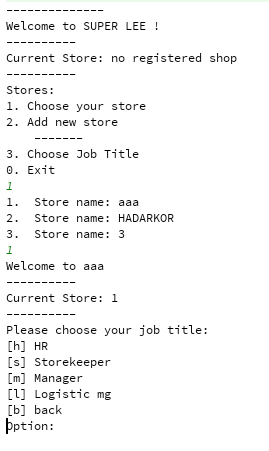 --------------
Welcome to SUPER LEE !
----------
Current Store: no registered shop
----------
Stores:
1. Choose your store
2. Add new store
    -------
3. Choose Job Title
0. Exit
1
1.  Store name: aaa
2.  Store name: HADARKOR
3.  Store name: 3
1
Welcome to aaa
----------
Current Store: 1
----------
Please choose your job title:
[h] HR
[s] Storekeeper
[m] Manager
[l] Logistic mg
[b] back
Option: